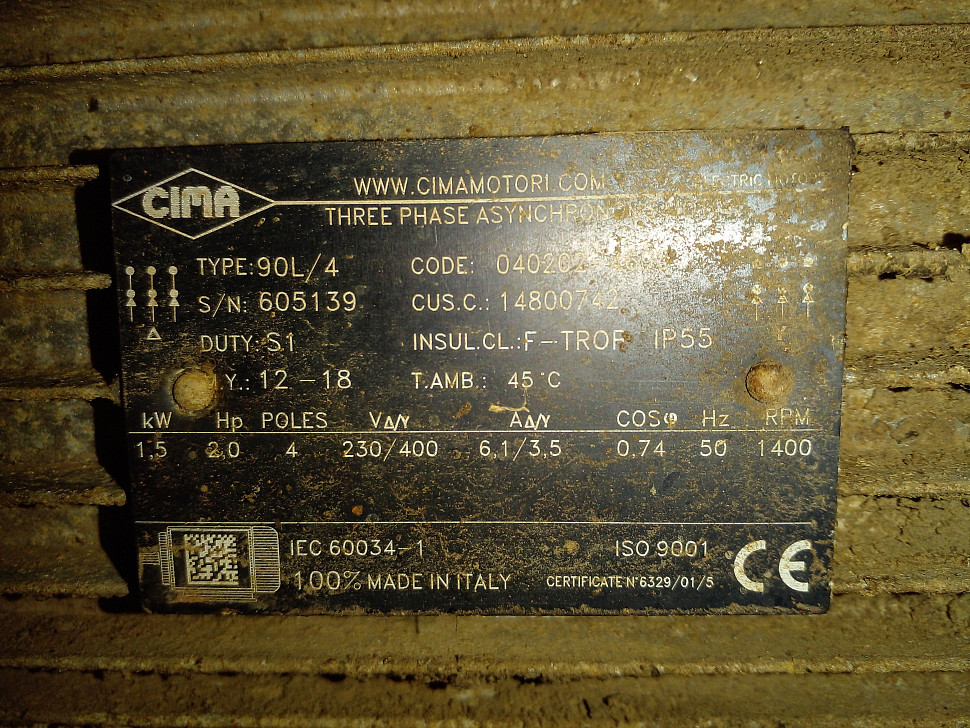 CIMA
WWW.CIMAMOTORI.COM
THREE PHASE
TYPE: 90L/4 CODE:
S/N: 605139 CUS.C.: 14800742
DUTY: S1 INSUL.CL.: IP55
Y.: 12-18 T.AMB.: 45°C
kW Hp POLES VΔ/Y AΔ/Y COSφ Hz RPM
1,5 2,0 4 230/400 6,1/3,5 0,74 50 1400
IEC 60034-1 ISO 9001
100% MADE IN ITALY CERTIFICATE N°6329/01/5
CE